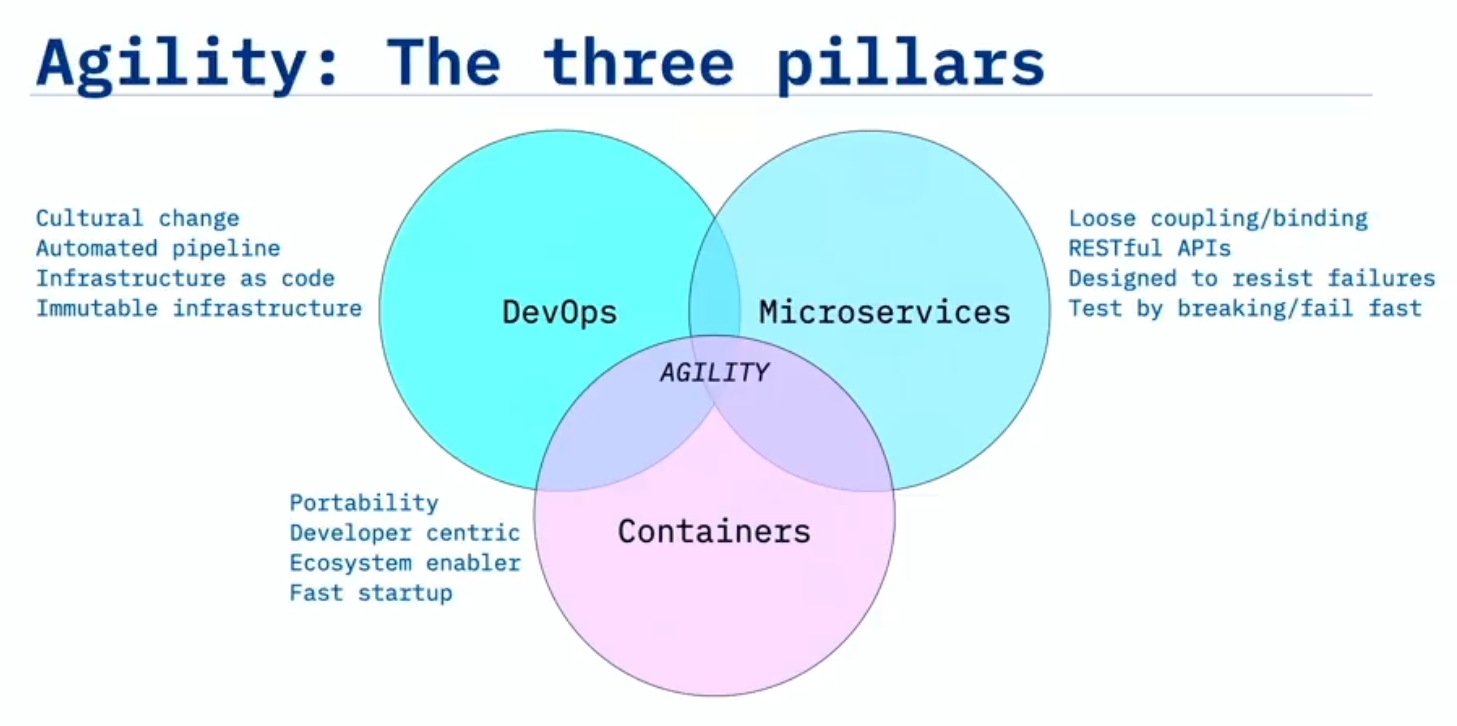 Agility: The three pillars
Cultural change
Automated pipeline
Infrastructure as code
Immutable infrastructure
DevOps
Microservices
Loose coupling/binding
RESTful APIs
Designed to resist failures
Test by breaking/fail fast
AGILITY
Portability
Developer centric
Ecosystem enabler
Fast startup
Containers